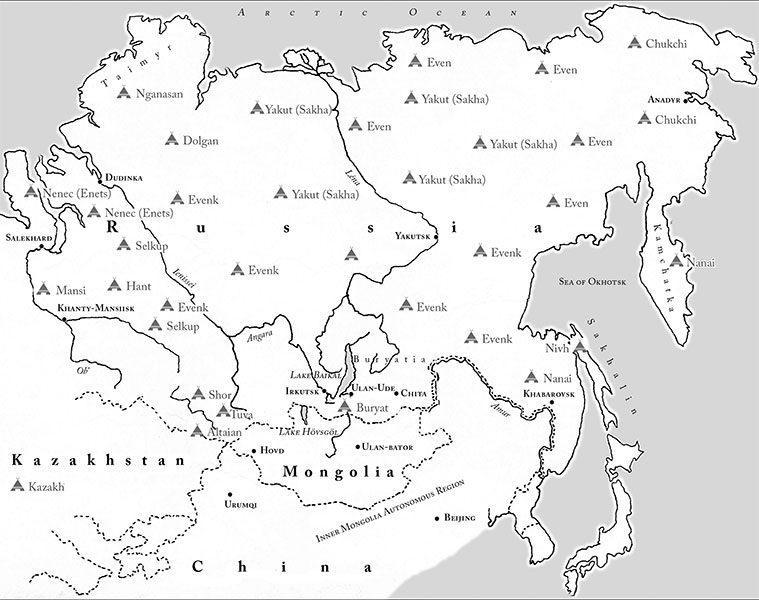 Arctic Ocean
Taimyr
Chukchi
Even
Even
Nganasan
Yakut (Sakha)
Anadyr
Yakut (Sakha)
Chukchi
Even
Dolgan
Yakut (Sakha)
Even
Lena
Dudinka
Yakut (Sakha)
Nenec (Enets)
Evenk
Yakut (Sakha)
Even
Nenec (Enets)
Russia
Salekhard
Yakutsk
Kamchatka
Selkup
Evenk
Nanai
Evenk
Ienissei
Sea of Okhotsk
Mansi
Hant
Khanty-Mansiisk
Evenk
Evenk
Selkup
Angara
Evenk
Sakhalin
Nivh
Buryatia
Ob'
Lake Baikal
Nanai
Irkutsk
Ulan-Ude
Chita
Khabarovsk
Shor
Buryat
Amur
Tuva
Altaian
Lake Hövsgöl
Hovd
Ulan-bator
Kazakhstan
Mongolia
Kazakh
Urumqi
Inner Mongolia Autonomous Region
Beijing
China